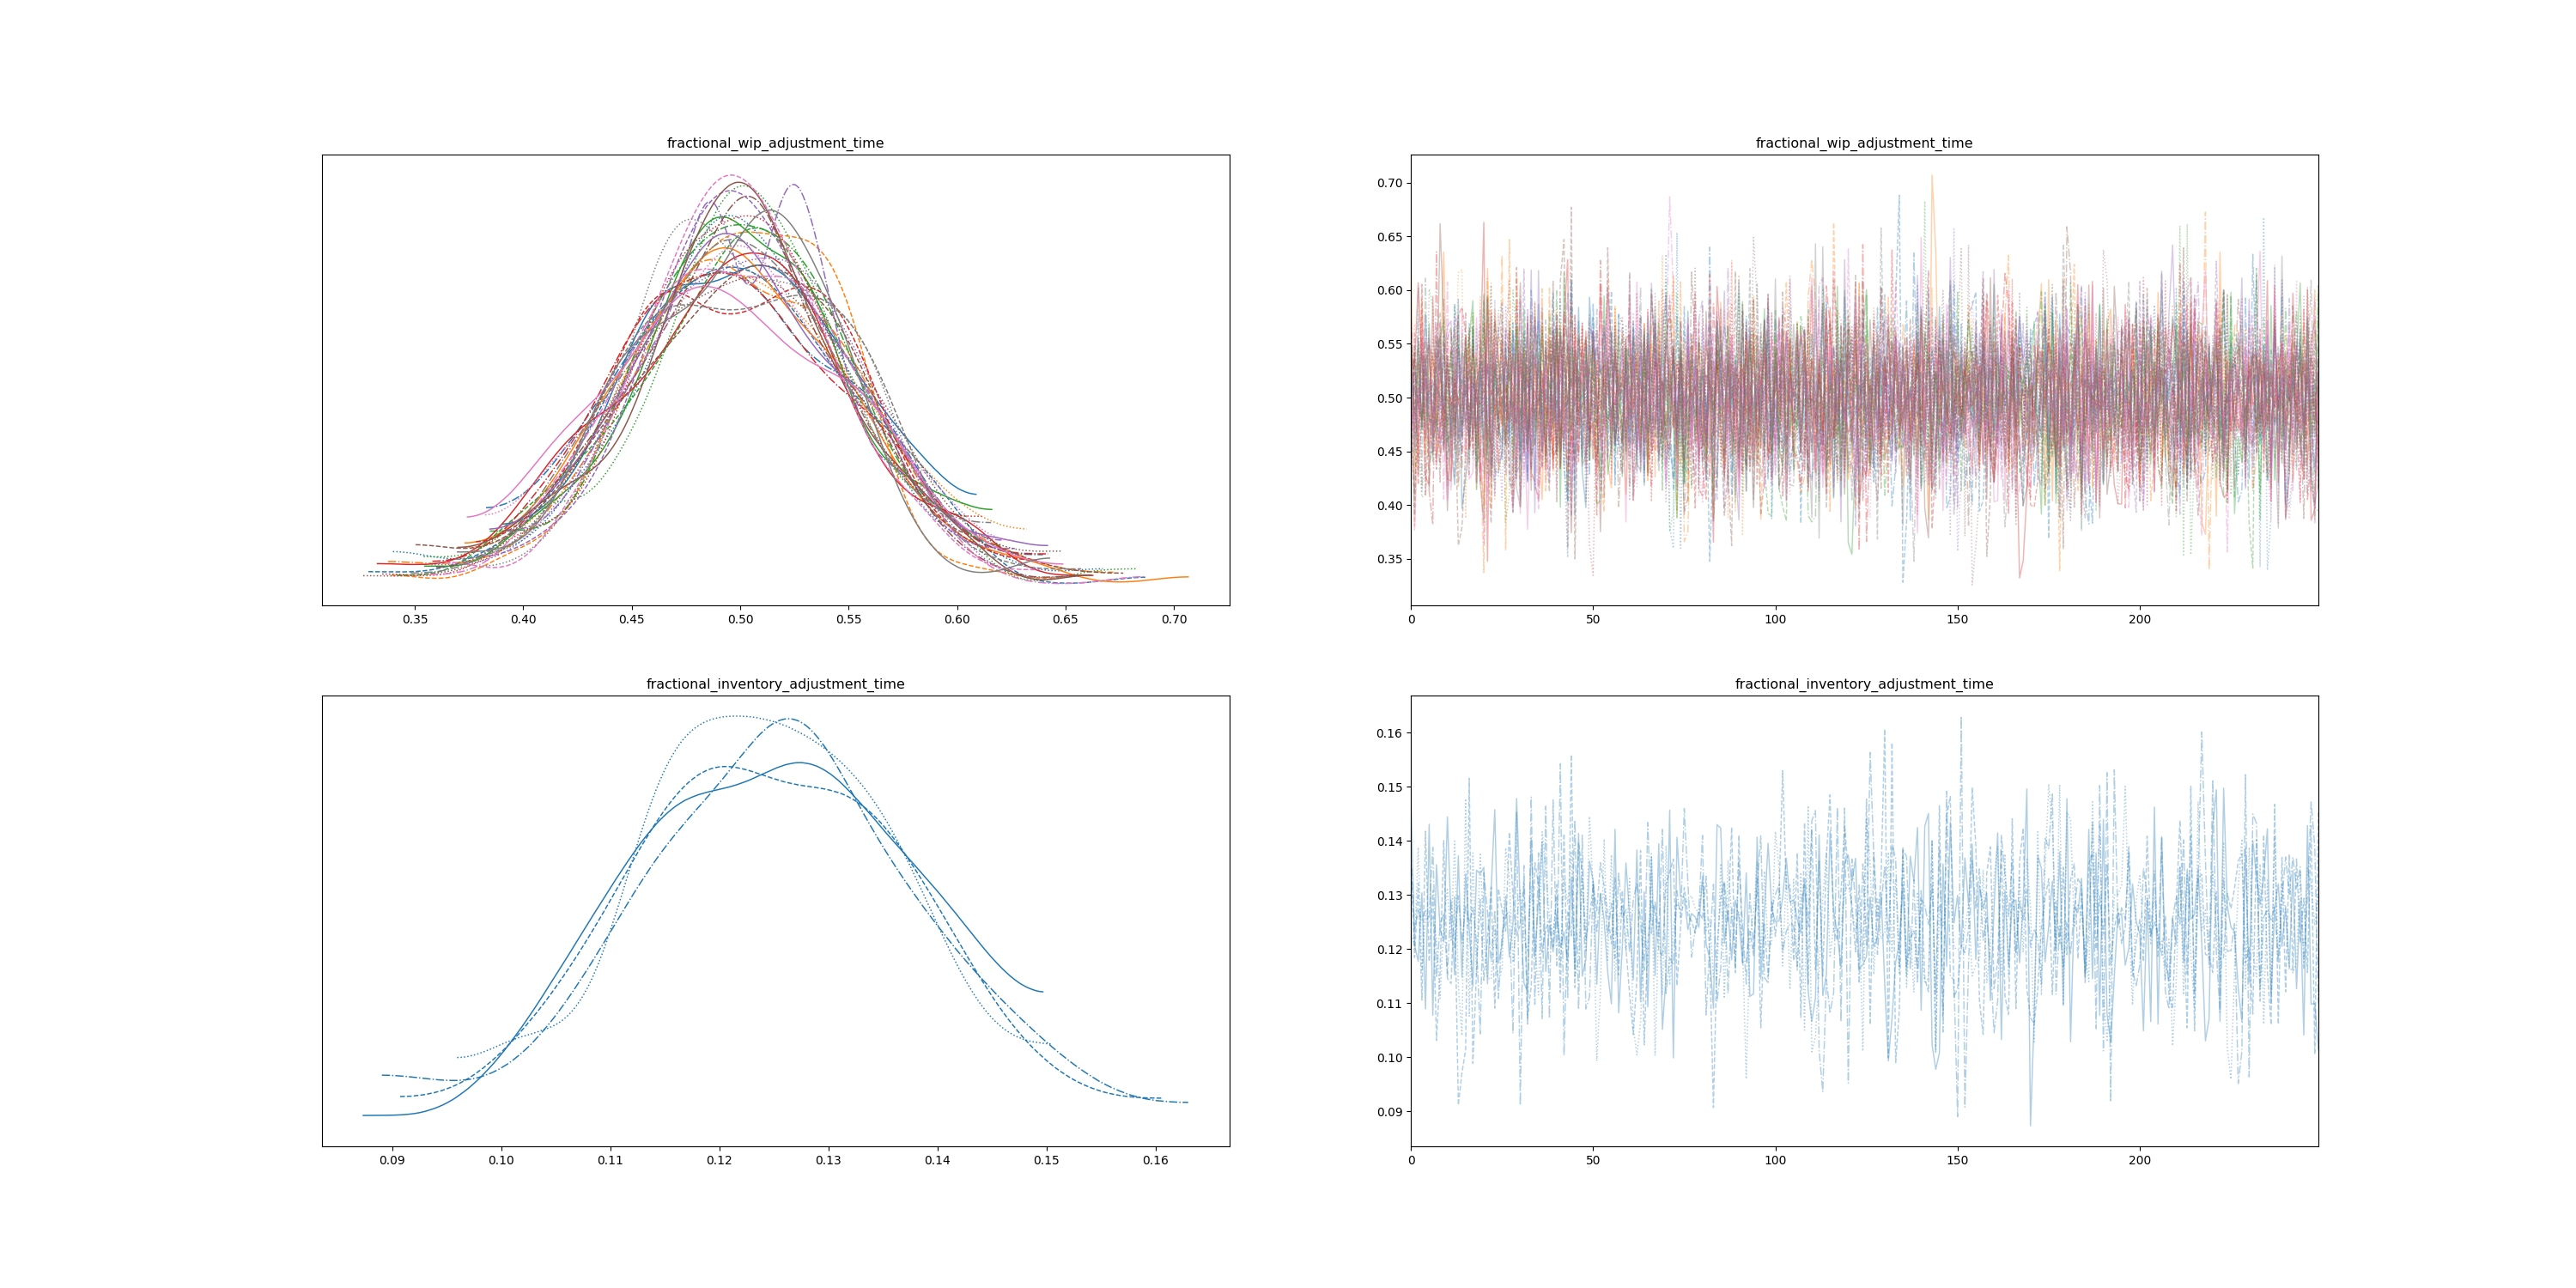 fractional_wip_adjustment_time
fractional_wip_adjustment_time
0.70
0.65
0.60
0.55
0.50
0.45
0.40
0.35
0.35 0.40 0.45 0.50 0.55 0.60 0.65 0.70
0 50 100 150 200
fractional_inventory_adjustment_time
fractional_inventory_adjustment_time
0.16
0.15
0.14
0.13
0.12
0.11
0.10
0.09
0.09 0.10 0.11 0.12 0.13 0.14 0.15 0.16
0 50 100 150 200